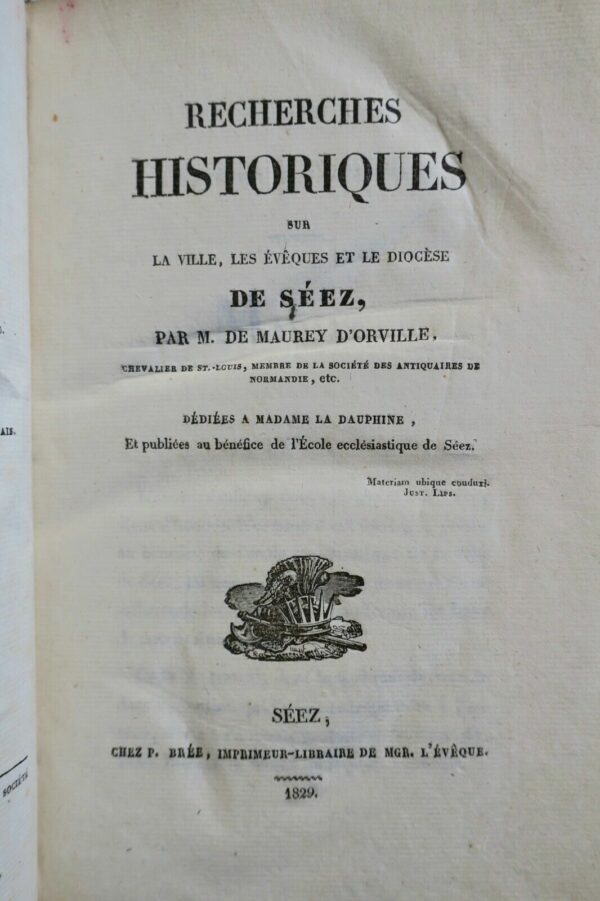 RECHERCHES
HISTORIQUES
SUR
LA VILLE, LES ÉVÊQUES ET LE DIOCÈSE
DE SÉEZ,
PAR M. DE MAUREY D'ORVILLE,
CHEVALIER DE ST.-LOUIS, MEMBRE DE LA SOCIÉTÉ DES ANTIQUAIRES DE
NORMANDIE, etc.
DÉDIÉES A MADAME LA DAUPHINE,
Et publiées au bénéfice de l'École ecclésiastique de Séez.
Materiam ubique conduxi.
JUST. LIPS.
SÉEZ,
CHEZ P. BRÉE, IMPRIMEUR-LIBRAIRE DE MGR. L'ÉVÊQUE.
1829.
AIS.
SOCIÉTÉ